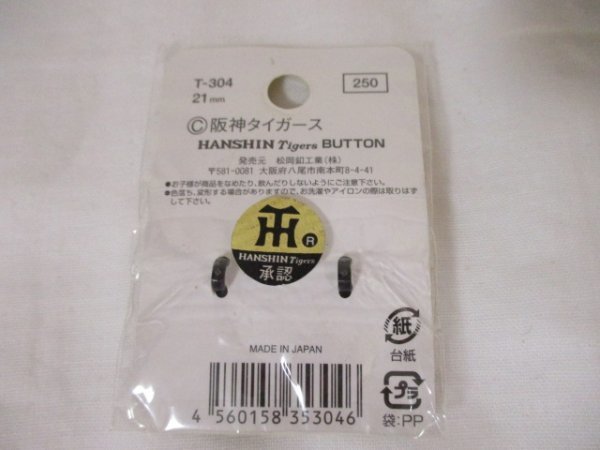 T-304
250
21mm
©阪神タイガース
HANSHIN Tigers BUTTON
発売元 松岡釦工業(株)
〒581-0081 大阪府八尾市南本町8-4-41
●お子様が商品をなめたり、飲んだりしないようにご注意下さい。
●色落ち、変形する場合がありますので、お洗濯やアイロンの際は取りはずして下さい。
HT
R
HANSHIN Tigers
承認
紙
台紙
MADE IN JAPAN
4 560158 353046
プラ
袋:PP